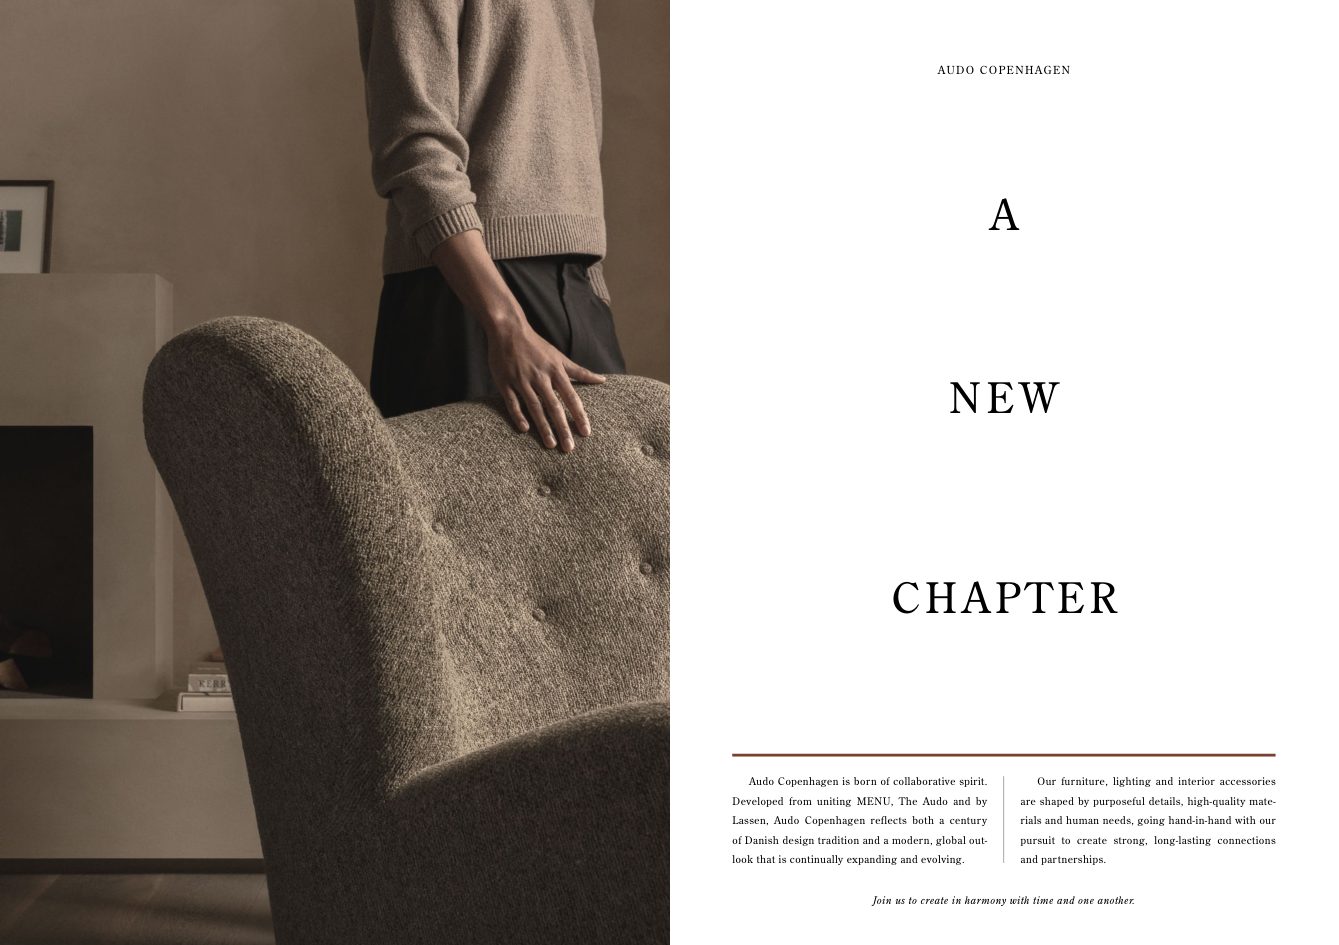 AUDO COPENHAGEN
A
NEW
CHAPTER
Audo Copenhagen is born of collaborative spirit.
Developed from uniting MENU, The Audo and by
Lassen, Audo Copenhagen reflects both a century
of Danish design tradition and a modern, global out-
look that is continually expanding and evolving.
Our furniture, lighting and interior accessories
are shaped by purposeful details, high-quality mate-
rials and human needs, going hand-in-hand with our
pursuit to create strong, long-lasting connections
and partnerships.
Join us to create in harmony with time and one another.